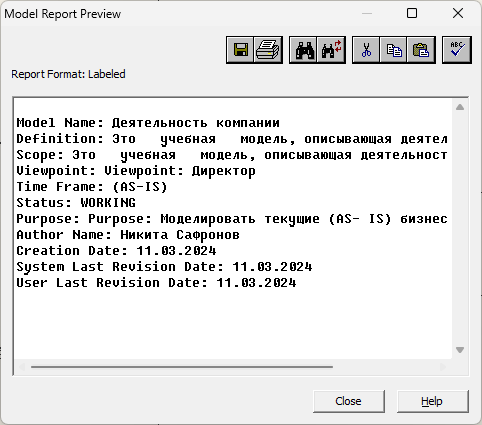 Model Report Preview
ABC
Report Format: Labeled
Model Name: Деятельность компании
Definition: Это учебная модель, описывающая деятел
Scope: Это учебная модель, описывающая деятельност
Viewpoint: Viewpoint: Директор
Time Frame: (AS-IS)
Status: WORKING
Purpose: Purpose: Моделировать текущие (AS- IS) бизнес
Author Name: Никита Сафронов
Creation Date: 11.03.2024
System Last Revision Date: 11.03.2024
User Last Revision Date: 11.03.2024
Close Help